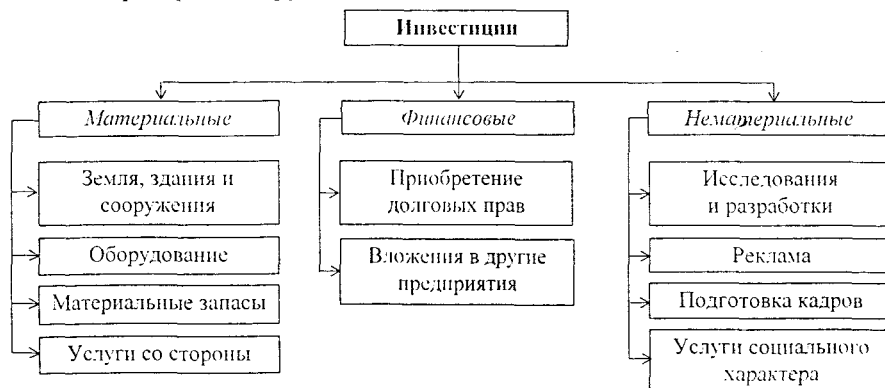 Инвестиции
Материальные
Финансовые
Нематериальные
Земля, здания и
сооружения
Оборудование
Материальные запасы
Услуги со стороны
Приобретение
долговых прав
Вложения в другие
предприятия
Исследования
и разработки
Реклама
Подготовка кадров
Услуги социального
характера